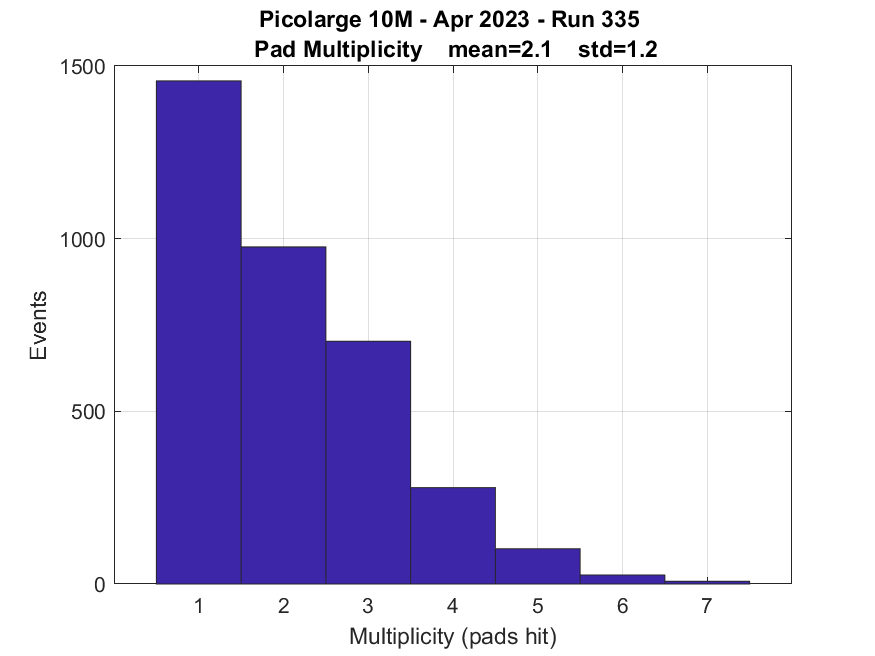 Picolarge 10M - Apr 2023 - Run 335
Pad Multiplicity    mean=2.1    std=1.2
1500
1000
500
0
Events
1 2 3 4 5 6 7
Multiplicity (pads hit)